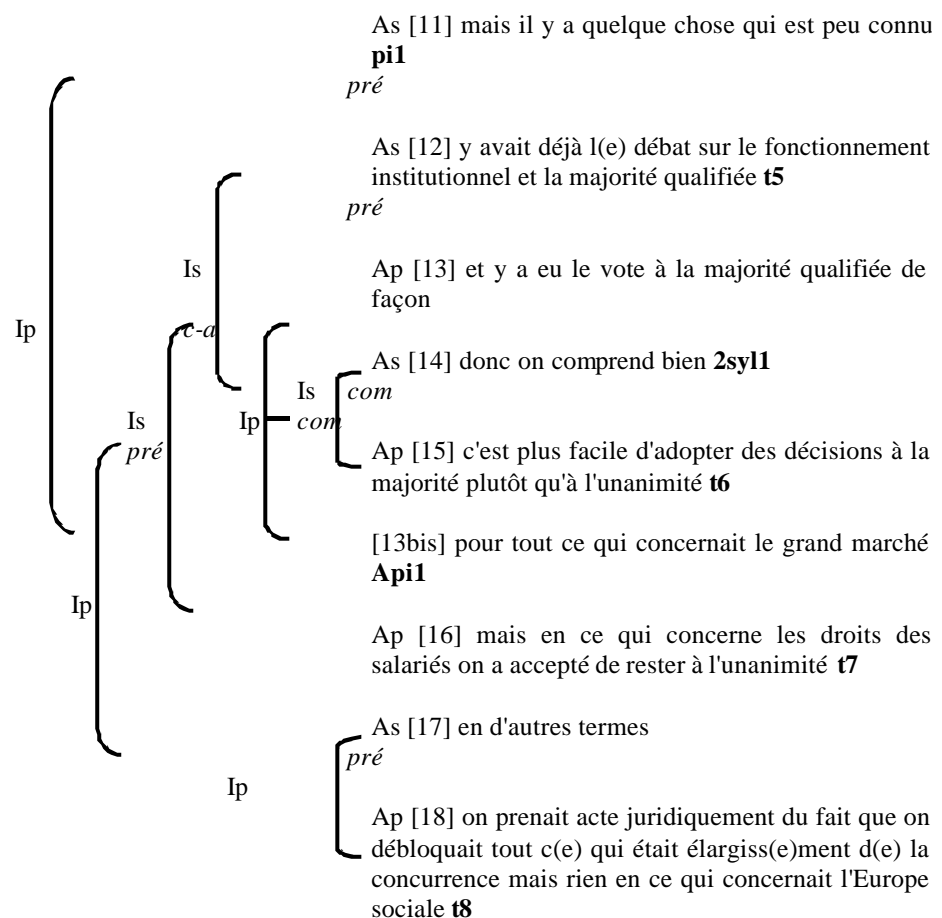 As [11] mais il y a quelque chose qui est peu connu
pi1
pré
As [12] y avait déjà l(e) débat sur le fonctionnement
institutionnel et la majorité qualifiée t5
pré
Is
Ap [13] et y a eu le vote à la majorité qualifiée de
façon
Ip
c-a
As [14] donc on comprend bien 2syl1
Is com
Is
Ip
com
pré
Ap [15] c'est plus facile d'adopter des décisions à la
majorité plutôt qu'à l'unanimité t6
[13bis] pour tout ce qui concernait le grand marché
Api1
Ip
Ap [16] mais en ce qui concerne les droits des
salariés on a accepté de rester à l'unanimité t7
As [17] en d'autres termes
pré
Ip
Ap [18] on prenait acte juridiquement du fait que on
débloquait tout c(e) qui était élargiss(e)ment d(e) la
concurrence mais rien en ce qui concernait l'Europe
sociale t8